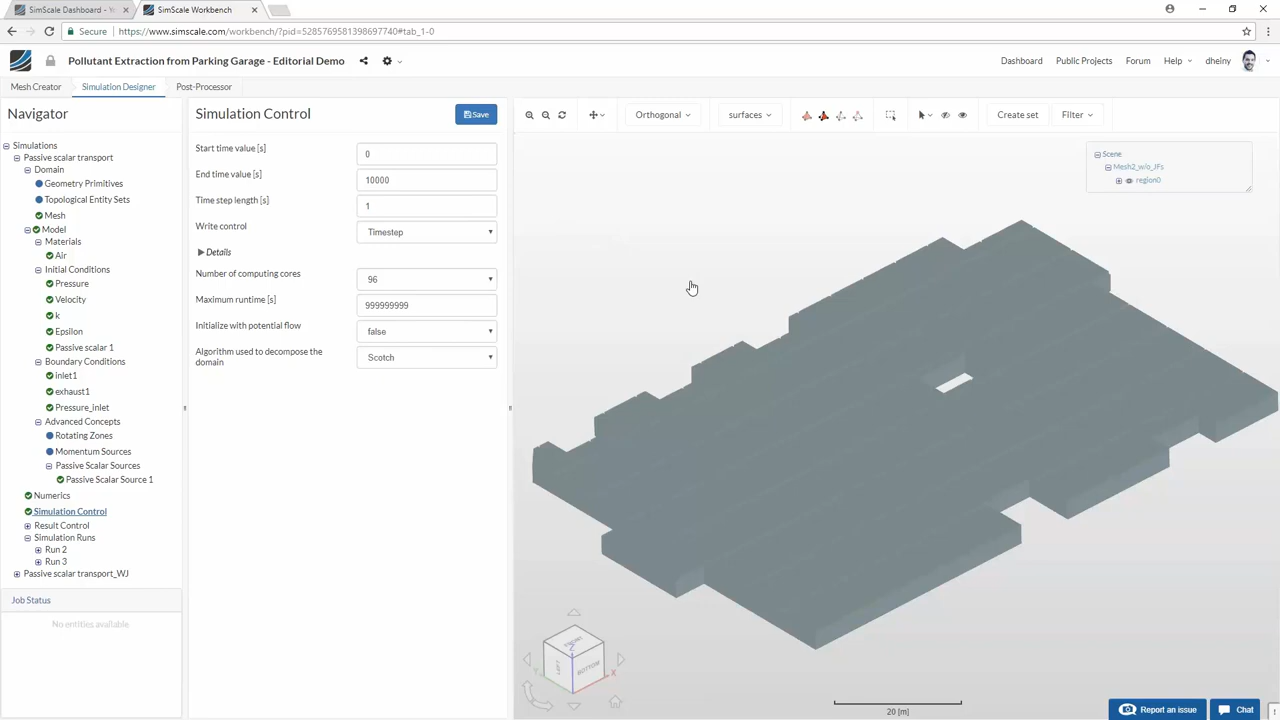 SimScale Dashboard - W
SimScale Workbench
Secure
https://www.simscale.com/workbench/?pid=5285769581398697740#tab_1-0
Pollutant Extraction from Parking Garage - Editorial Demo
Dashboard
Public Projects
Forum
Help
dheiny
Mesh Creator
Simulation Designer
Post-Processor
Navigator
Simulations
Passive scalar transport
Domain
Geometry Primitives
Topological Entity Sets
Mesh
Model
Materials
Air
Initial Conditions
Pressure
Velocity
k
Epsilon
Passive scalar 1
Boundary Conditions
inlet1
exhaust1
Pressure_inlet
Advanced Concepts
Rotating Zones
Momentum Sources
Passive Scalar Sources
Passive Scalar Source 1
Numerics
Simulation Control
Result Control
Simulation Runs
Run 2
Run 3
Passive scalar transport_WJ
Job Status
No entities available
Simulation Control
Save
Start time value [s]
0
End time value [s]
10000
Time step length [s]
1
Write control
Timestep
Details
Number of computing cores
96
Maximum runtime [s]
999999999
Initialize with potential flow
false
Algorithm used to decompose the
domain
Scotch
Orthogonal
surfaces
Create set
Filter
Scene
Mesh2_w/o_JFs
region0
LEFT
BOTTOM
Y
Z
X
20 [m]
Report an issue
Chat